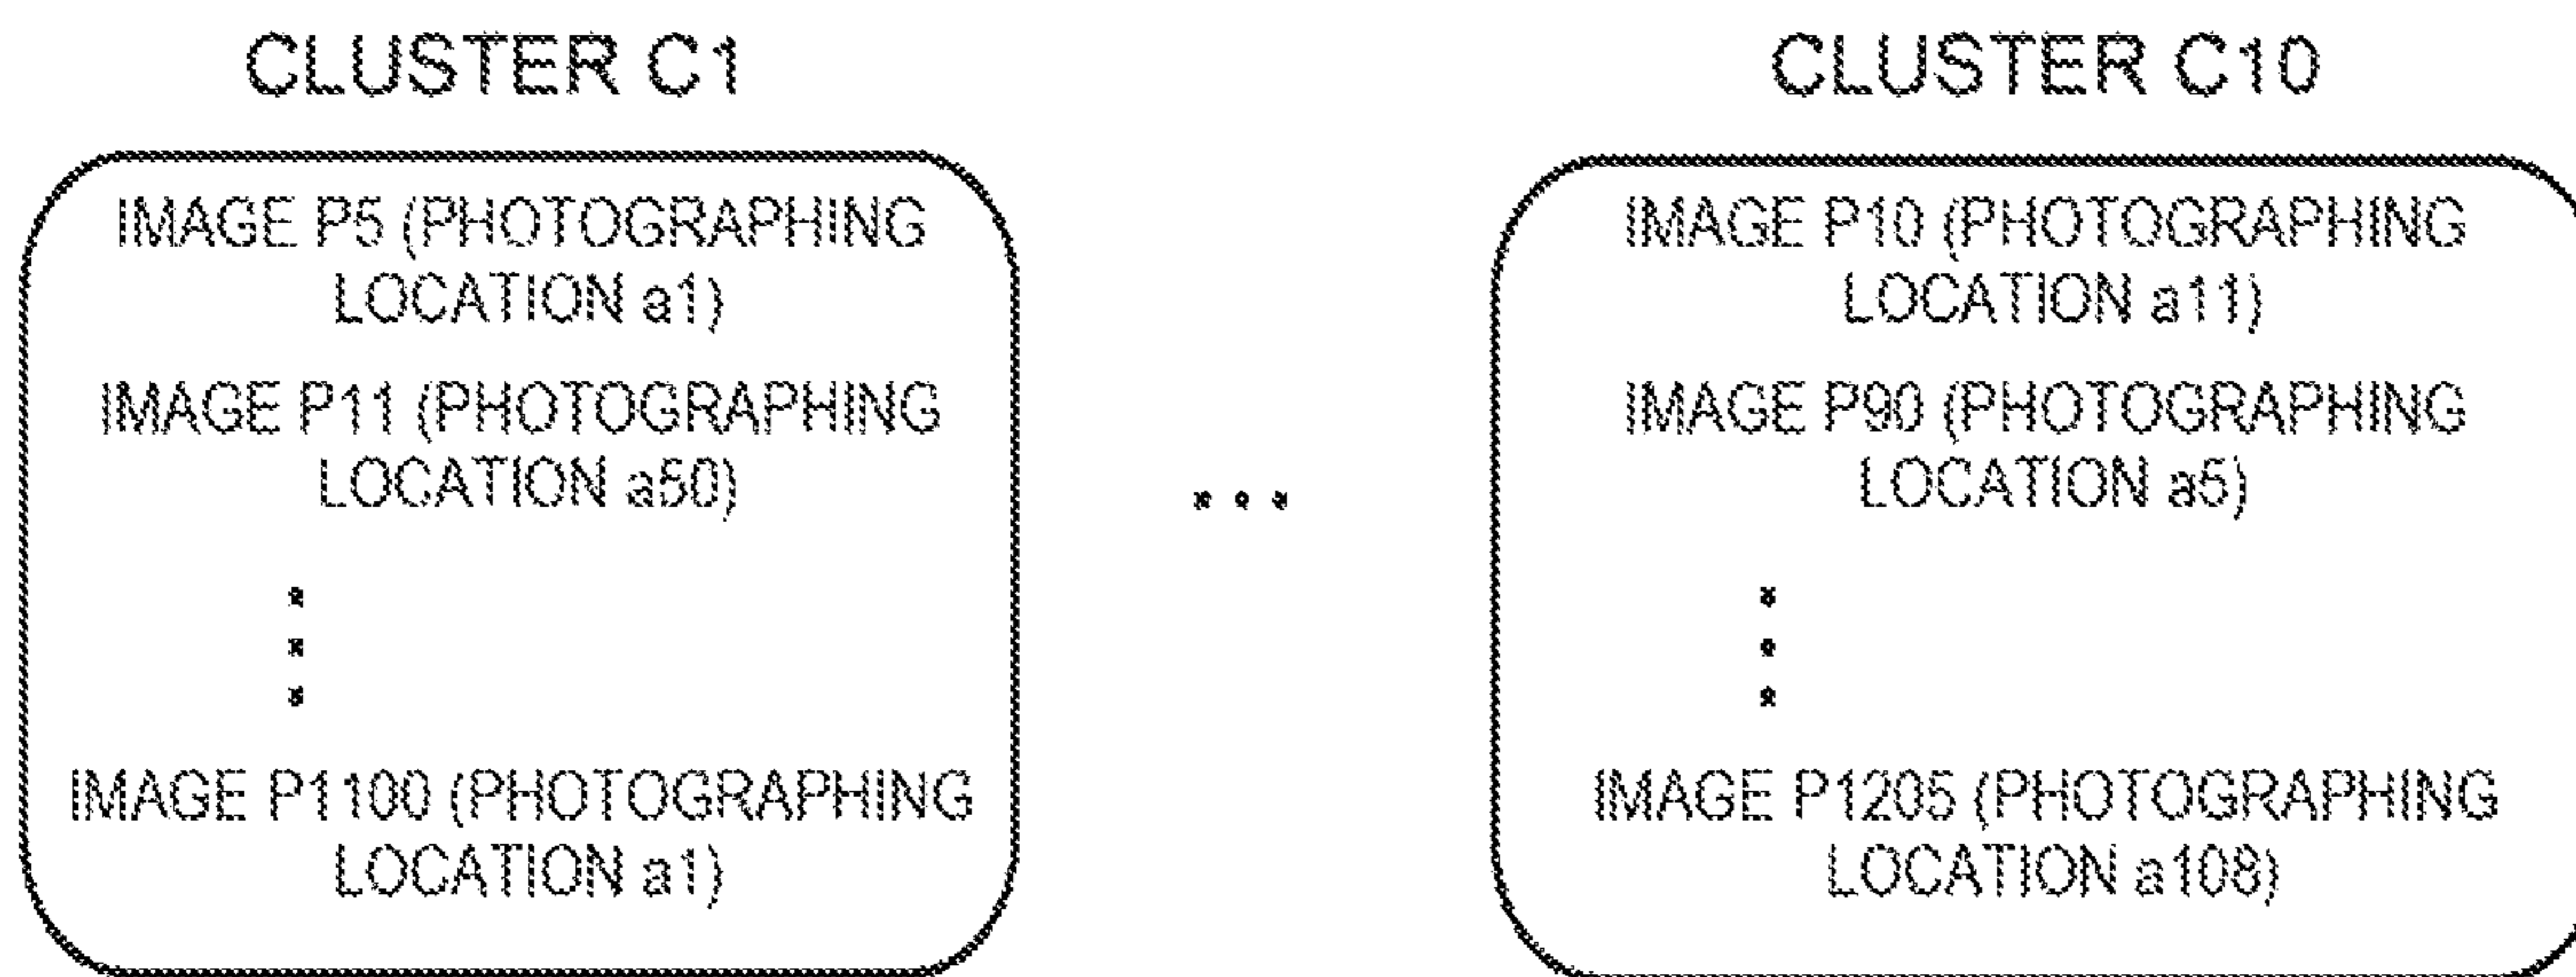 CLUSTER C1
IMAGE P5 (PHOTOGRAPHING
LOCATION a1)
IMAGE P11 (PHOTOGRAPHING
LOCATION a50)
IMAGE P1100 (PHOTOGRAPHING
LOCATION a1)
...
CLUSTER C10
IMAGE P10 (PHOTOGRAPHING
LOCATION a11)
IMAGE P90 (PHOTOGRAPHING
LOCATION a5)
IMAGE P1205 (PHOTOGRAPHING
LOCATION a108)